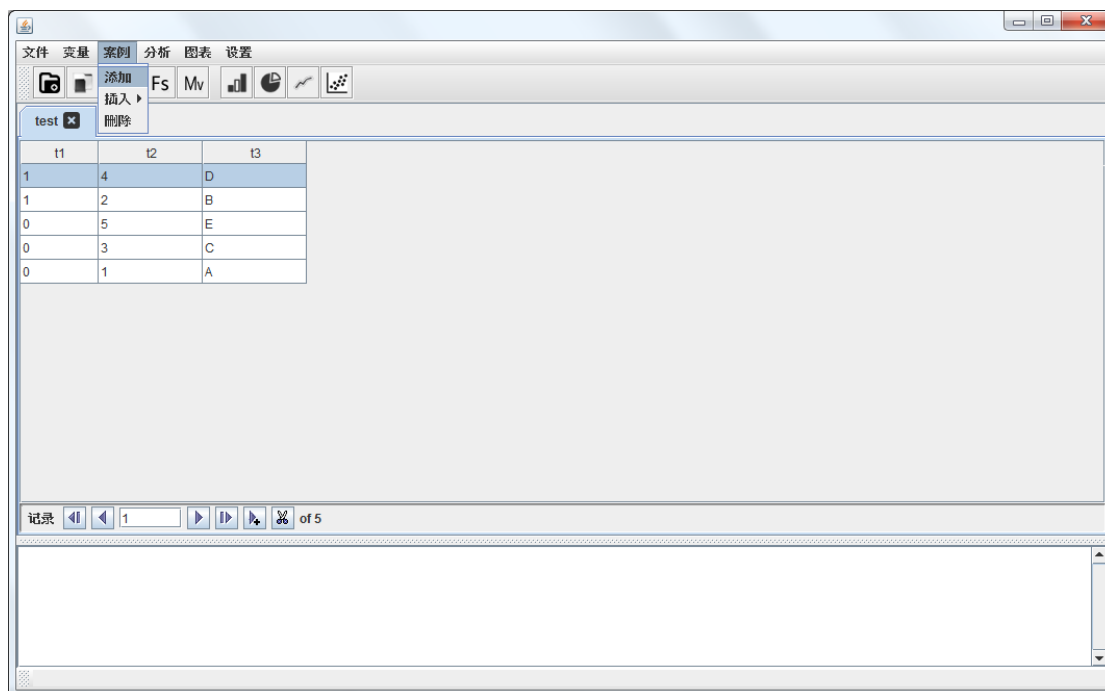 文件 变量 案例 分析 图表 设置
添加
插入
删除
Fs Mv
test
t1 t2 t3
1 4 D
1 2 B
0 5 E
0 3 C
0 1 A
记录 1 of 5